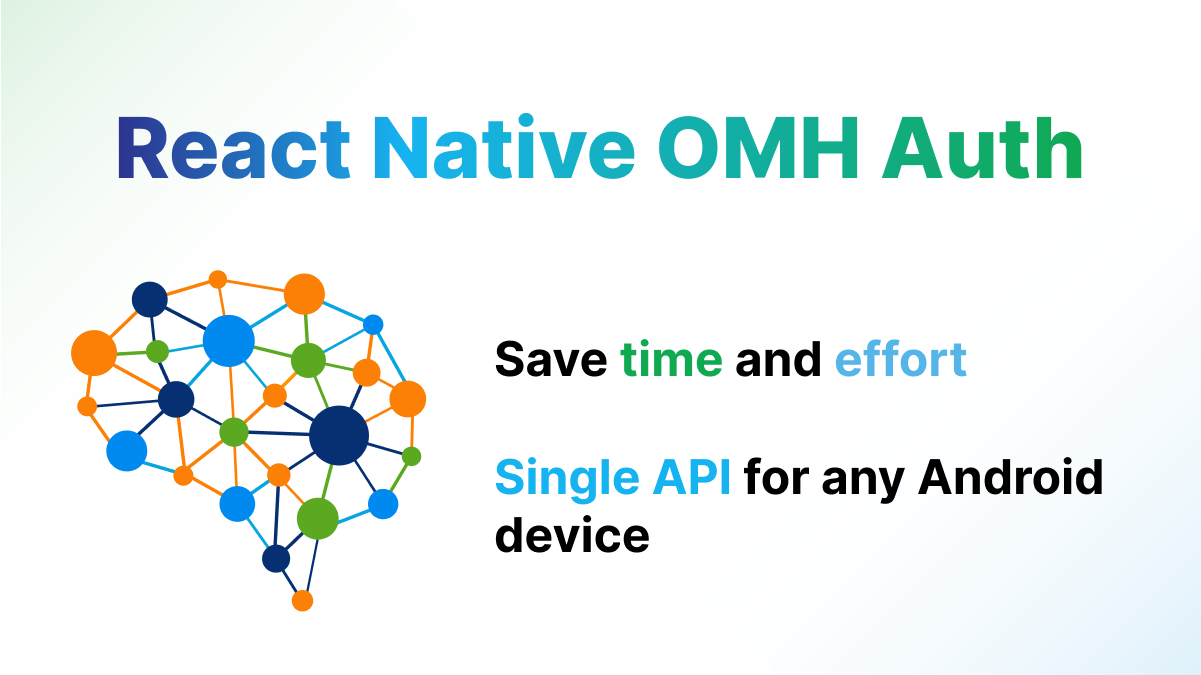 React Native OMH Auth
Save time and effort
Single API for any Android
device